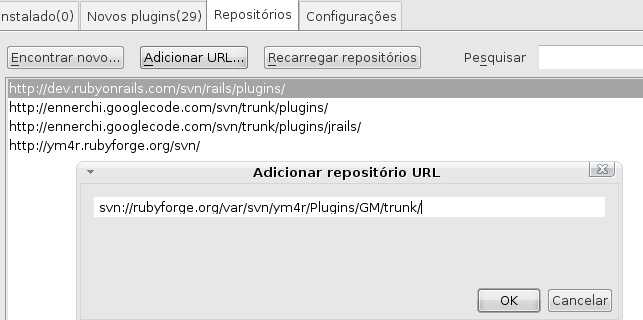 nstalado(0) Novos plugins(29) Repositórios Configurações
Encontrar novo... Adicionar URL... Recarregar repositórios Pesquisar
http://dev.rubyonrails.com/svn/rails/plugins/
http://ennerchi.googlecode.com/svn/trunk/plugins/
http://ennerchi.googlecode.com/svn/trunk/plugins/jrails/
http://ym4r.rubyforge.org/svn/
Adicionar repositório URL
svn://rubyforge.org/var/svn/ym4r/Plugins/GM/trunk/
OK Cancelar